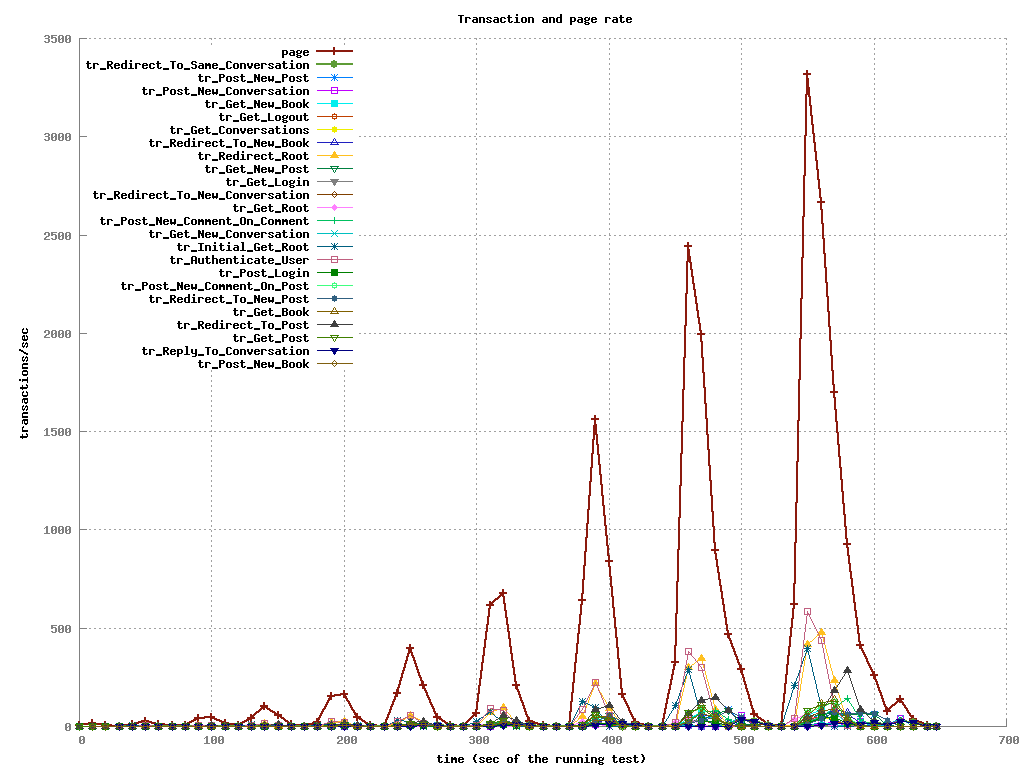 Transaction and page rate
3500
3000
2500
2000
1500
1000
500
0
transactions/sec
page
tr_Redirect_To_Same_Conversation
tr_Post_New_Post
tr_Post_New_Conversation
tr_Get_New_Book
tr_Get_Logout
tr_Get_Conversations
tr_Redirect_To_New_Book
tr_Redirect_Root
tr_Get_New_Post
tr_Get_Login
tr_Redirect_To_New_Conversation
tr_Get_Root
tr_Post_New_Comment_On_Comment
tr_Get_New_Conversation
tr_Initial_Get_Root
tr_Authenticate_User
tr_Post_Login
tr_Post_New_Comment_On_Post
tr_Redirect_To_New_Post
tr_Get_Book
tr_Redirect_To_Post
tr_Get_Post
tr_Reply_To_Conversation
tr_Post_New_Book
0 100 200 300 400 500 600 700
time (sec of the running test)